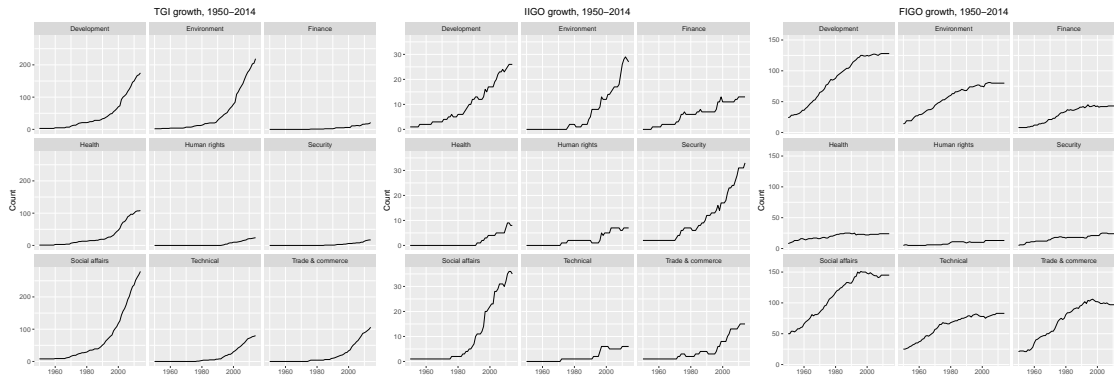 TGI growth, 1950–2014
Development Environment Finance
200
100
0
Health Human rights Security
Count
200
100
0
Social affairs Technical Trade & commerce
200
100
0
1960 1980 2000 1960 1980 2000 1960 1980 2000
IIGO growth, 1950–2014
Development Environment Finance
30
20
10
0
Health Human rights Security
Count
30
20
10
0
Social affairs Technical Trade & commerce
30
20
10
0
1960 1980 2000 1960 1980 2000 1960 1980 2000
FIGO growth, 1950–2014
Development Environment Finance
150
100
50
0
Health Human rights Security
Count
150
100
50
0
Social affairs Technical Trade & commerce
150
100
50
0
1960 1980 2000 1960 1980 2000 1960 1980 2000